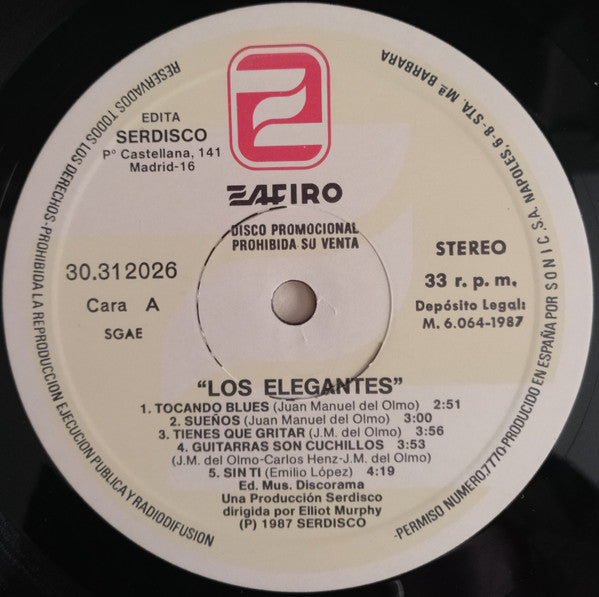 EDITA
SERDISCO
Pº Castellana, 141
Madrid-16
ZAFIRO
DISCO PROMOCIONAL
PROHIBIDA SU VENTA
30.312026
Cara A
SGAE
STEREO
33 r. p. m.
Depósito Legal:
M. 6.064-1987
"LOS ELEGANTES"
1. TOCANDO BLUES (Juan Manuel del Olmo) 2:51
2. SUEÑOS (Juan Manuel del Olmo) 3:00
3. TIENES QUE GRITAR (J.M. del Olmo) 3:56
4. GUITARRAS SON CUCHILLOS 3:53
(J.M. del Olmo-Carlos Henz-J.M. del Olmo)
5. SIN TI (Emilio López) 4:19
Ed. Mus. Discorama
Una Producción Serdisco
dirigida por Elliot Murphy
(P) 1987 SERDISCO
RESERVADOS TODOS LOS DERECHOS-PROHIBIDA LA REPRODUCCION EJECUCION PUBLICA Y RADIODIFUSION
-PERMISO NUMERO,7770,PRODUCIDO EN ESPAÑA POR SONIC, S.A. NAPOLES, 6-8-STA. Mª. BARBARA